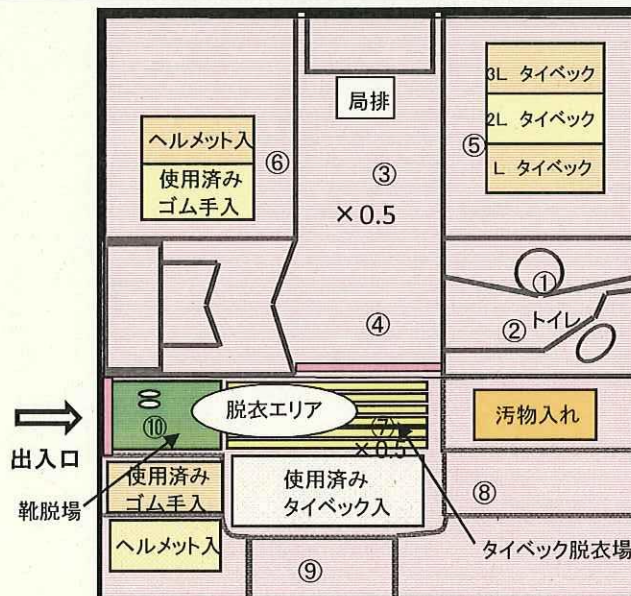 局排
3L タイベック
2L タイベック
L タイベック
⑤
ヘルメット入
使用済み
ゴム手入
⑥
③
×0.5
①
②
トイレ
④
出入口
脱衣エリア
⑩
⑦
×0.5
汚物入れ
靴脱場
使用済み
ゴム手入
使用済み
タイベック入
⑧
ヘルメット入
タイベック脱衣場
⑨